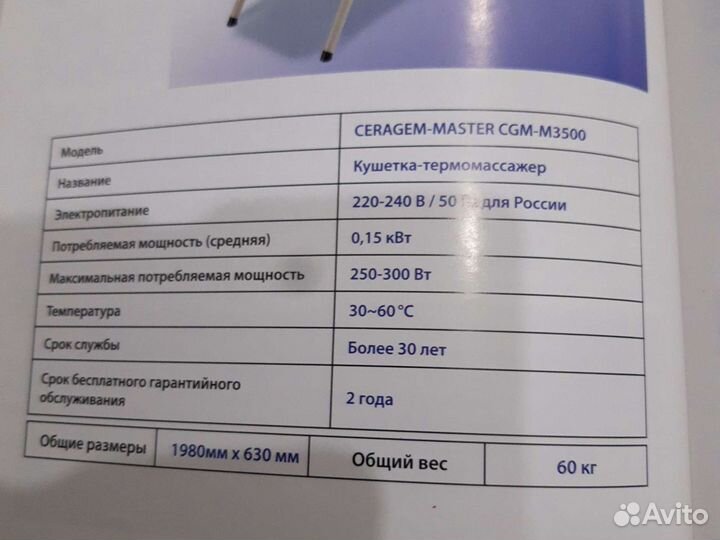 Модель CERAGEM-MASTER CGM-M3500
Название Кушетка-термомассажер
Электропитание 220-240 В / 50 для России
Потребляемая мощность (средняя) 0,15 кВт
Максимальная потребляемая мощность 250-300 Вт
Температура 30~60 °C
Срок службы Более 30 лет
Срок бесплатного гарантийного
обслуживания 2 года
Общие размеры 1980мм x 630 мм Общий вес 60 кг
Avito